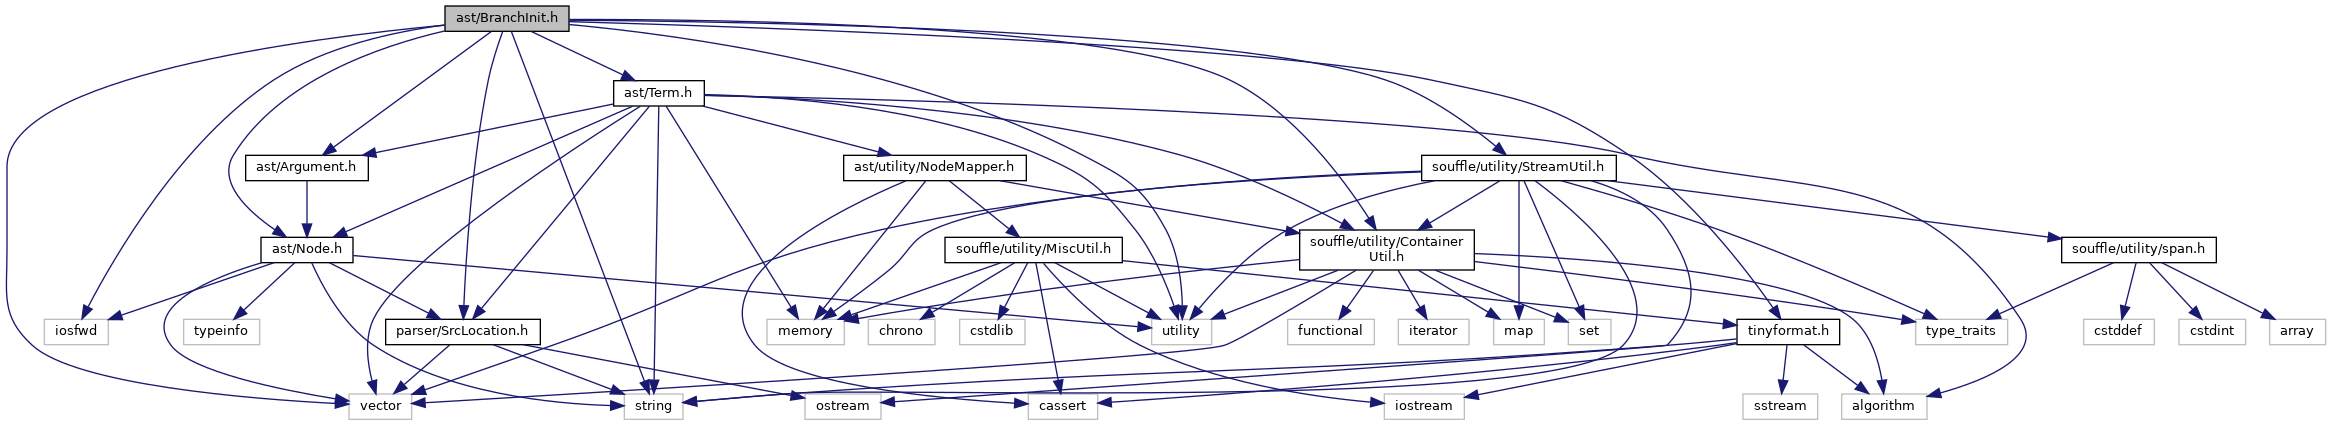 ast/BranchInit.h
ast/Term.h
ast/Argument.h
ast/utility/NodeMapper.h
souffle/utility/StreamUtil.h
ast/Node.h
souffle/utility/MiscUtil.h
souffle/utility/Container
Util.h
souffle/utility/span.h
iosfwd
typeinfo
parser/SrcLocation.h
memory
chrono
cstdlib
utility
functional
iterator
map
set
tinyformat.h
type_traits
cstddef
cstdint
array
vector
string
ostream
cassert
iostream
sstream
algorithm